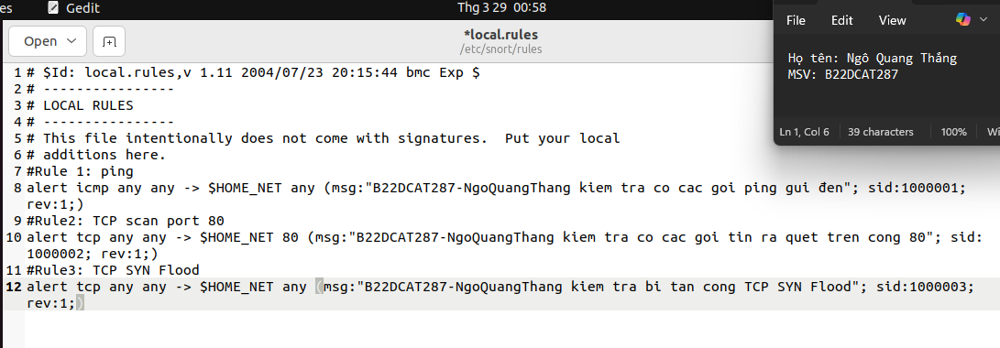 es
Gedit
Thg 3 29 00:58
Open
*local.rules
/etc/snort/rules
1 # $Id: local.rules,v 1.11 2004/07/23 20:15:44 bmc Exp $
2 # ----------------
3 # LOCAL RULES
4 # ----------------
5 # This file intentionally does not come with signatures.  Put your local
6 # additions here.
7 #Rule 1: ping
8 alert icmp any any -> $HOME_NET any (msg:"B22DCAT287-NgoQuangThang kiem tra co cac goi ping gui đen"; sid:1000001;
rev:1;)
9 #Rule2: TCP scan port 80
10 alert tcp any any -> $HOME_NET 80 (msg:"B22DCAT287-NgoQuangThang kiem tra co cac goi tin ra quet tren cong 80"; sid:
1000002; rev:1;)
11 #Rule3: TCP SYN Flood
12 alert tcp any any -> $HOME_NET any (msg:"B22DCAT287-NgoQuangThang kiem tra bi tan cong TCP SYN Flood"; sid:1000003;
rev:1;)
File Edit View
Họ tên: Ngô Quang Thắng
MSV: B22DCAT287
Ln 1, Col 6 39 characters 100% Wi